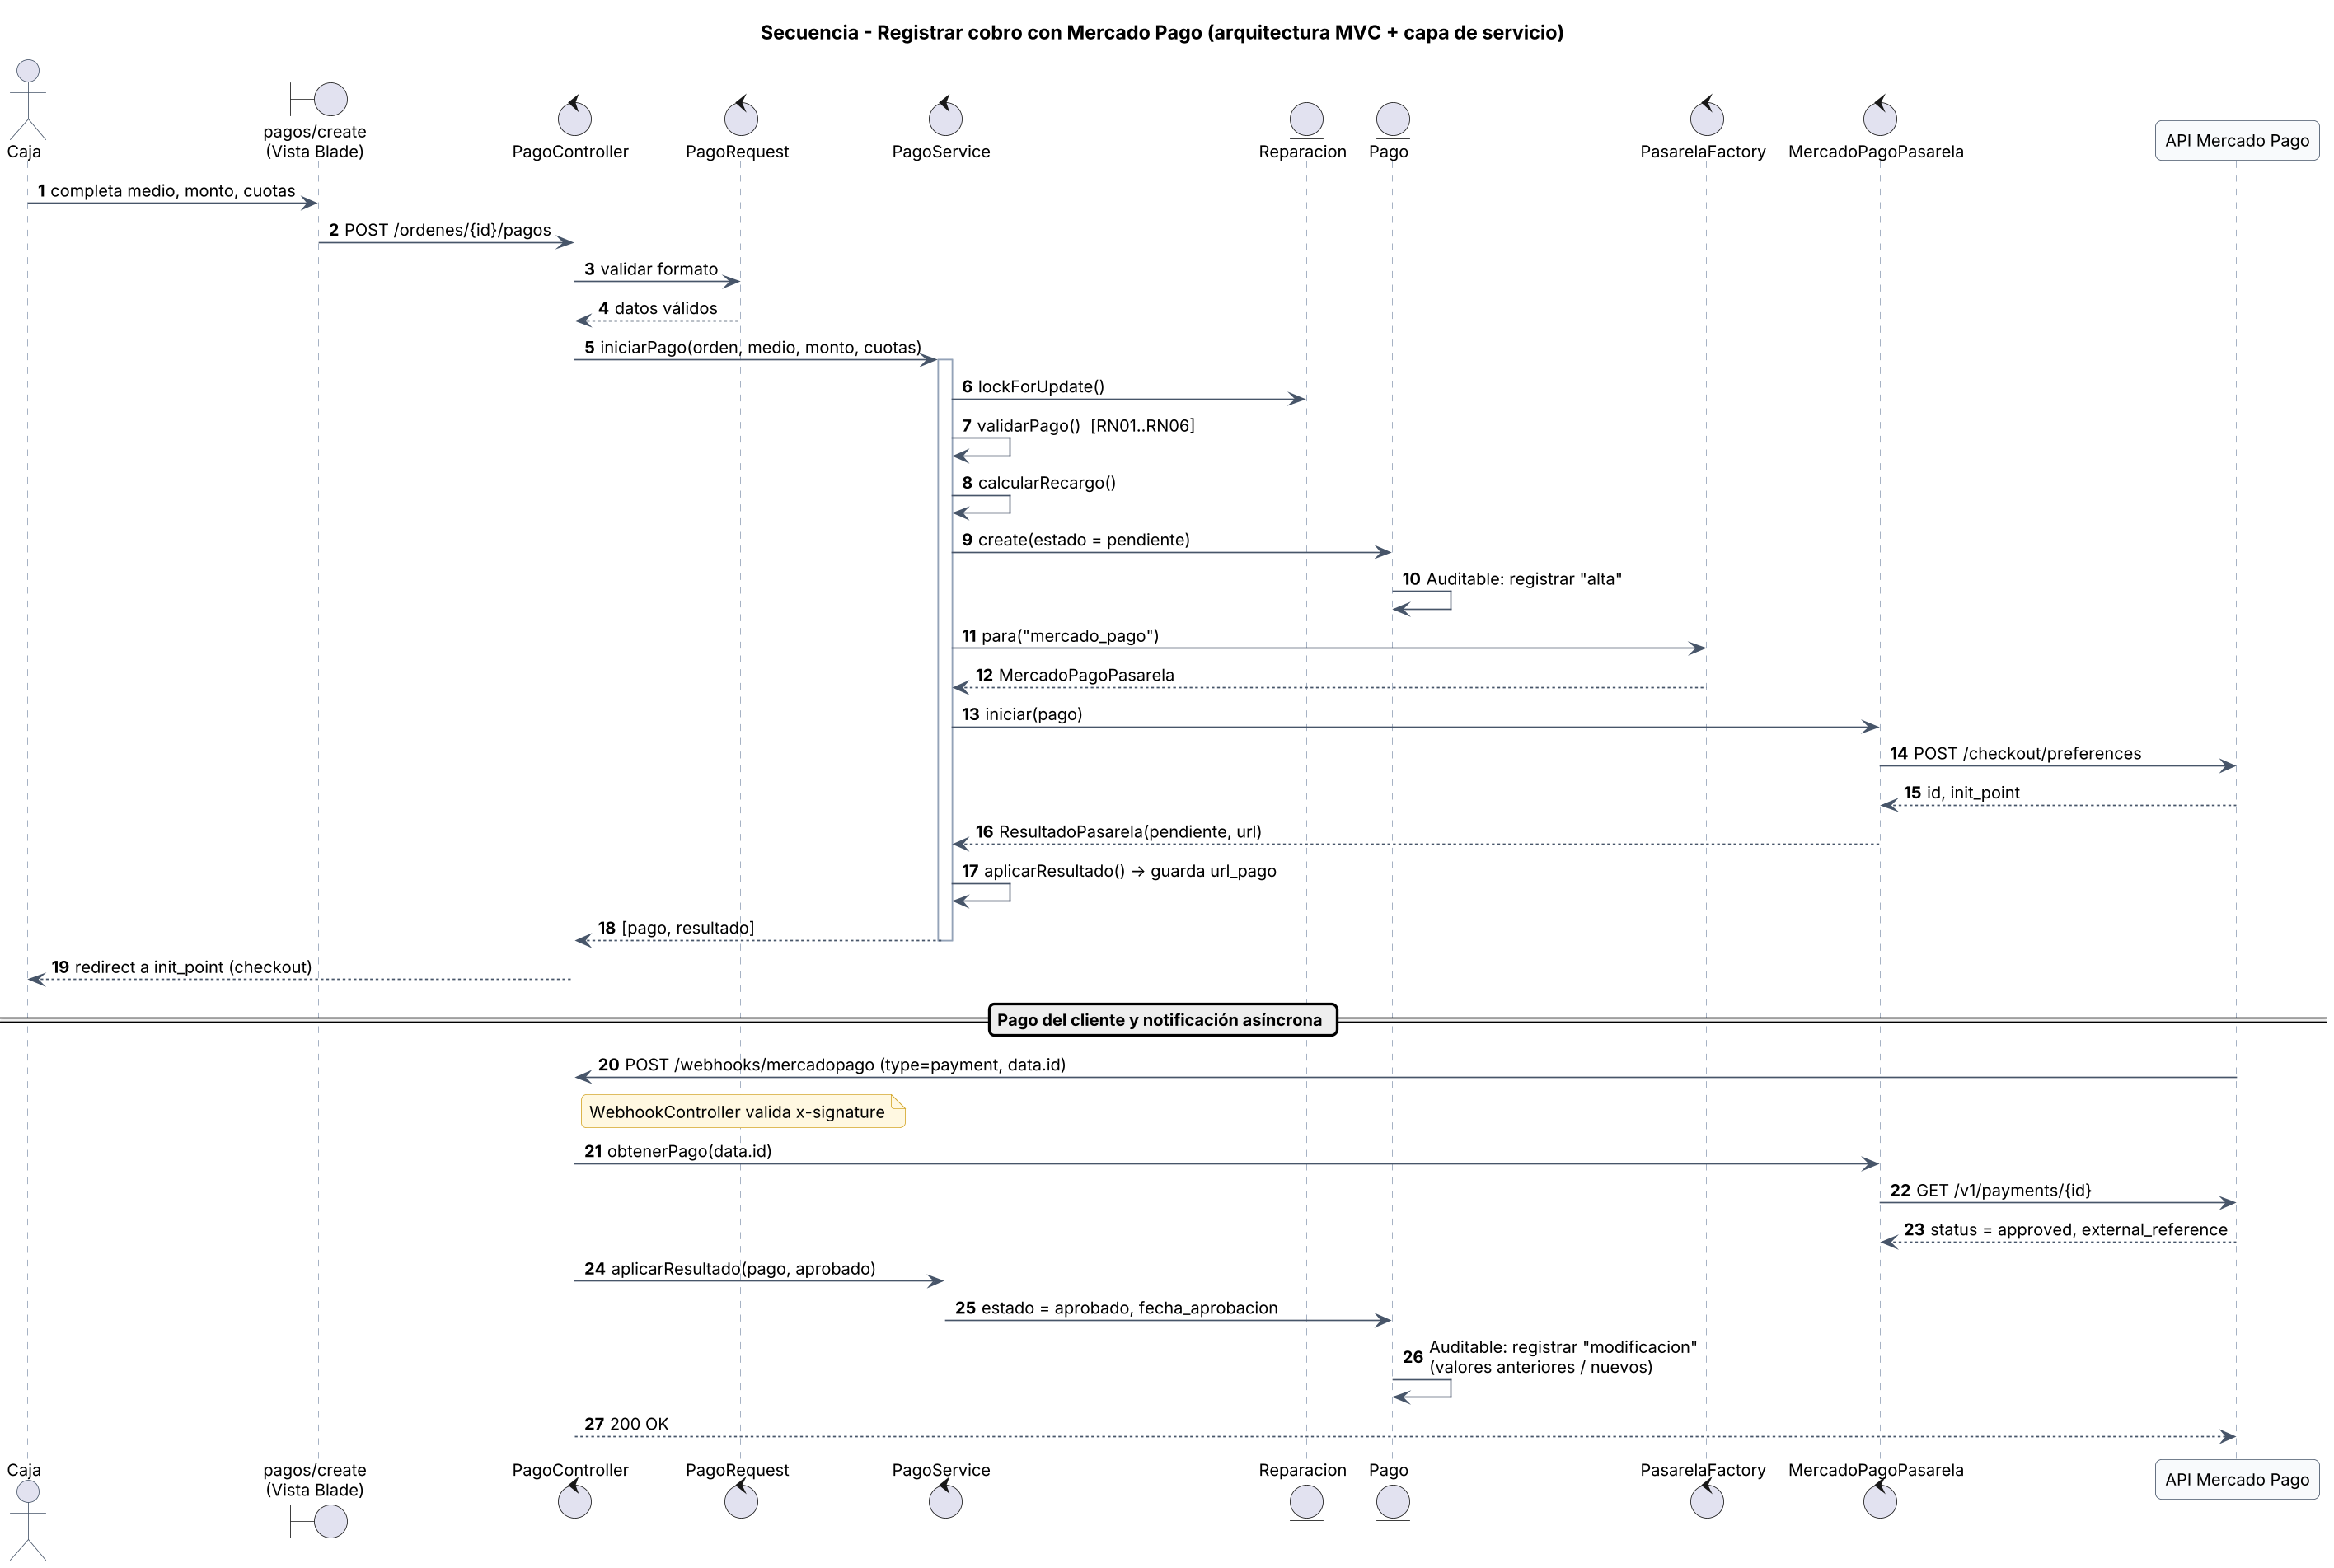 Secuencia - Registrar cobro con Mercado Pago (arquitectura MVC + capa de servicio)
Caja
pagos/create
(Vista Blade)
PagoController
PagoRequest
PagoService
Reparacion
Pago
PasarelaFactory
MercadoPagoPasarela
API Mercado Pago
1 completa medio, monto, cuotas
2 POST /ordenes/{id}/pagos
3 validar formato
4 datos válidos
5 iniciarPago(orden, medio, monto, cuotas)
6 lockForUpdate()
7 validarPago()  [RN01..RN06]
8 calcularRecargo()
9 create(estado = pendiente)
10 Auditable: registrar "alta"
11 para("mercado_pago")
12 MercadoPagoPasarela
13 iniciar(pago)
14 POST /checkout/preferences
15 id, init_point
16 ResultadoPasarela(pendiente, url)
17 aplicarResultado() → guarda url_pago
18 [pago, resultado]
19 redirect a init_point (checkout)
Pago del cliente y notificación asíncrona
20 POST /webhooks/mercadopago (type=payment, data.id)
WebhookController valida x-signature
21 obtenerPago(data.id)
22 GET /v1/payments/{id}
23 status = approved, external_reference
24 aplicarResultado(pago, aprobado)
25 estado = aprobado, fecha_aprobacion
26 Auditable: registrar "modificacion"
(valores anteriores / nuevos)
27 200 OK
Caja
pagos/create
(Vista Blade)
PagoController
PagoRequest
PagoService
Reparacion
Pago
PasarelaFactory
MercadoPagoPasarela
API Mercado Pago